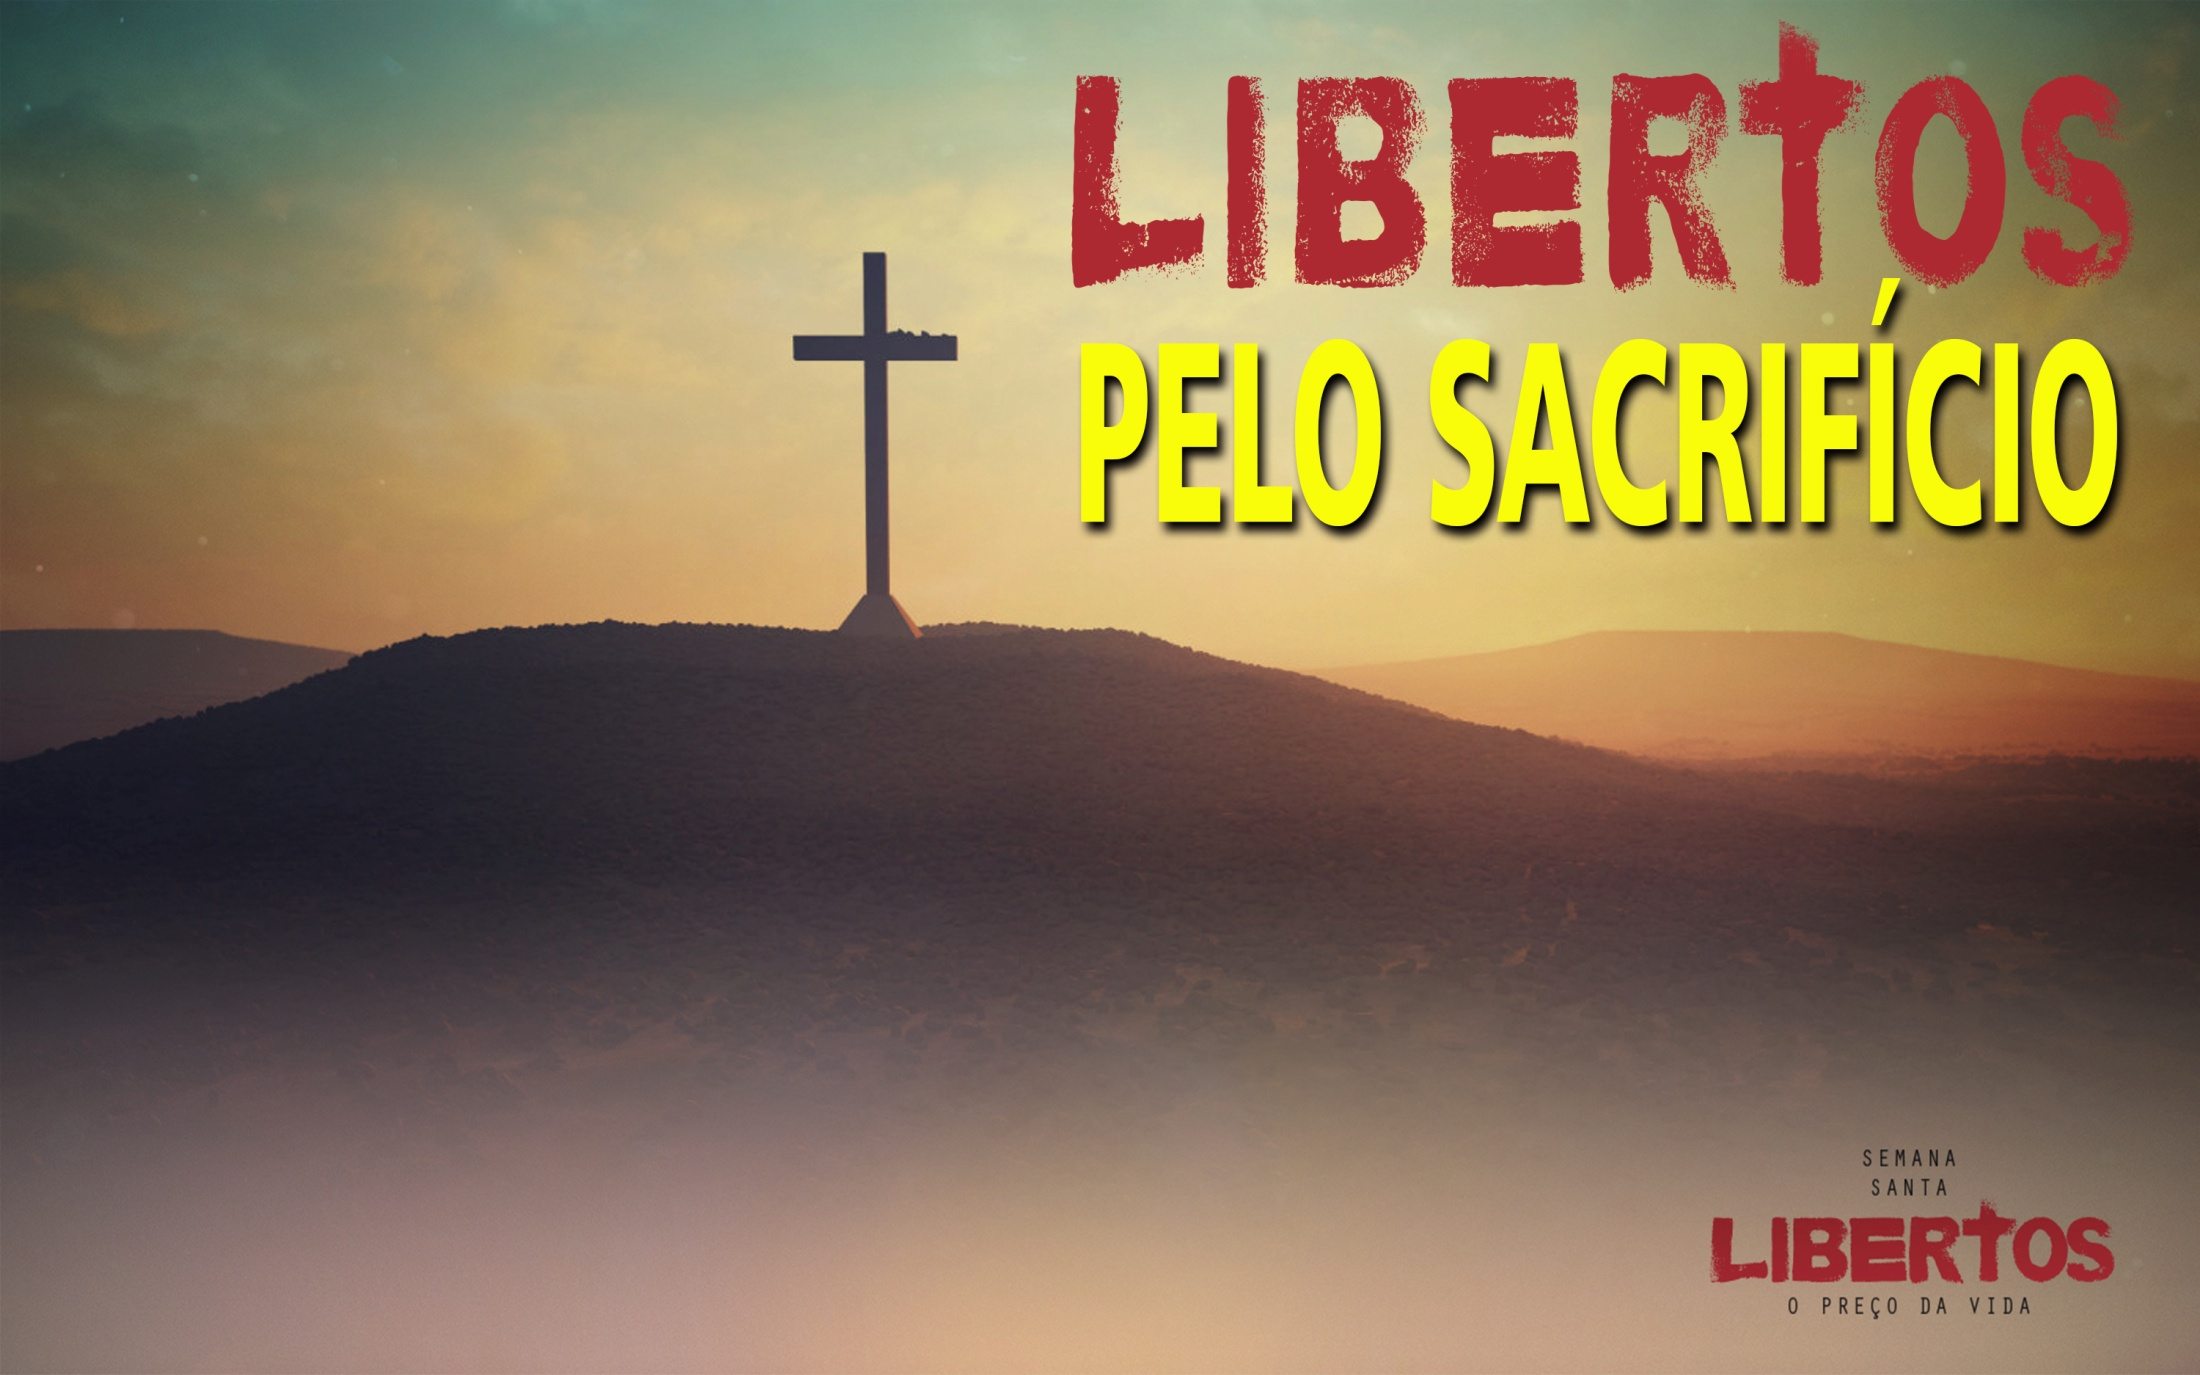 LIBERTOS
PELO SACRIFÍCIO
SEMANA
SANTA
LIBERTOS
O PREÇO DA VIDA